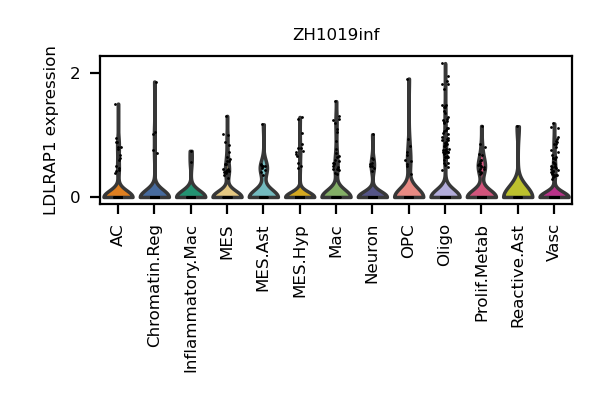 ZH1019inf
LDLRAP1 expression
2
0
AC
Chromatin.Reg
Inflammatory.Mac
MES
MES.Ast
MES.Hyp
Mac
Neuron
OPC
Oligo
Prolif.Metab
Reactive.Ast
Vasc